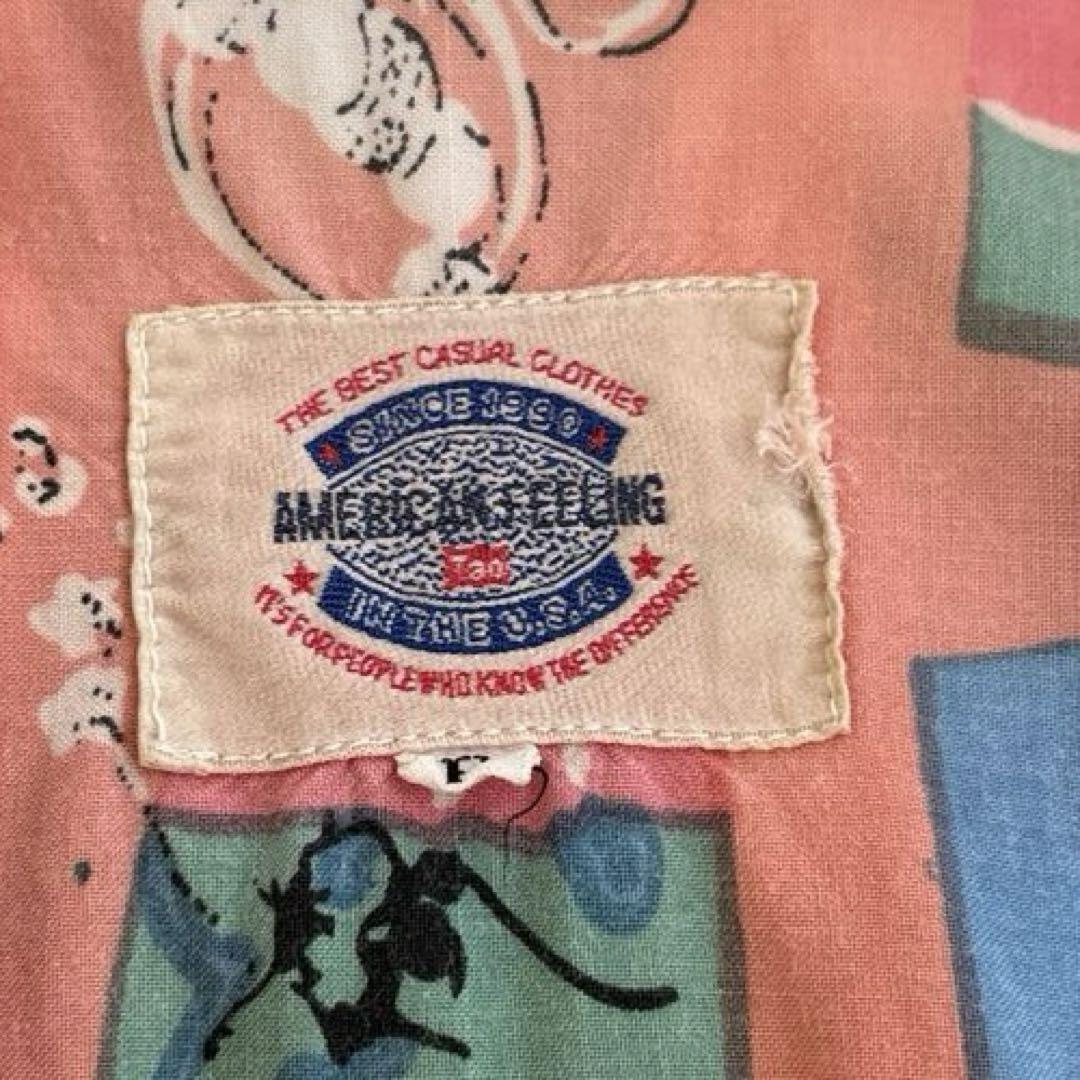 THE BEST CASUAL CLOTHES
SINCE 1990
AMERICAN FEELING
IN THE U.S.A.
IT'S FOR PEOPLE WHO KNOW THE DIFFERENCE
F